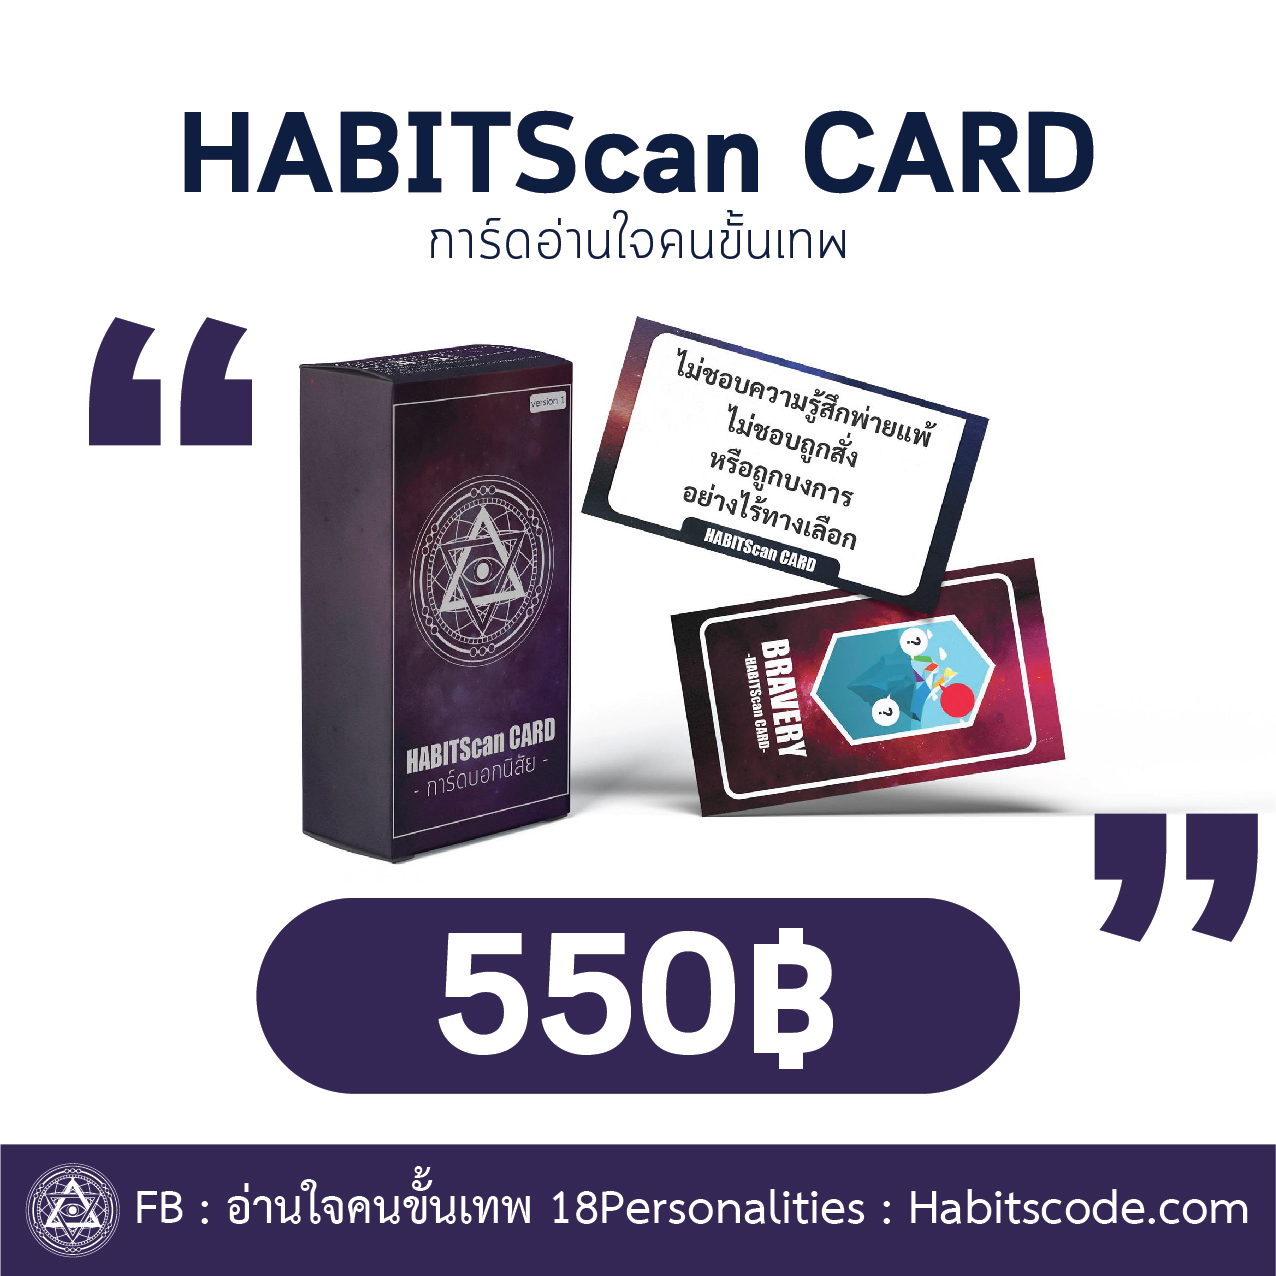 HABITScan CARD
การ์ดอ่านใจคนขั้นเทพ
version 1
HABITScan CARD
- การ์ดบอกนิสัย -
ไม่ชอบความรู้สึกพ่ายแพ้
ไม่ชอบถูกสั่ง
หรือถูกบงการ
อย่างไร้ทางเลือก
HABITScan CARD
BRAVERY
-HABITScan CARD-
?
?
550฿
FB : อ่านใจคนขั้นเทพ 18Personalities : Habitscode.com